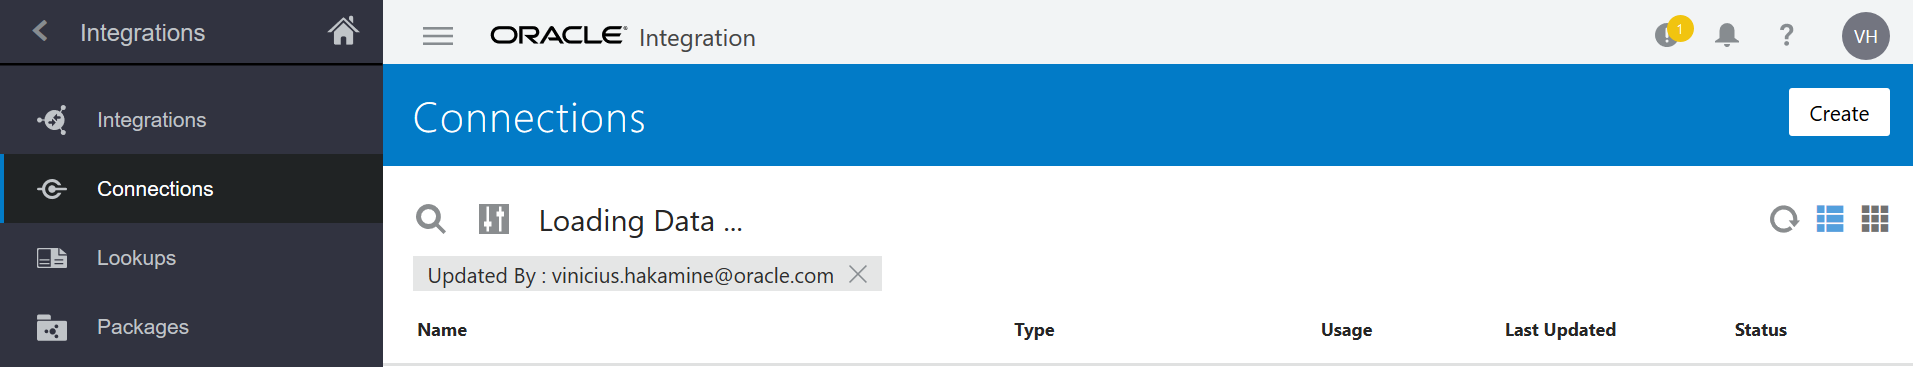 Integrations
ORACLE Integration
1
?
VH
Integrations
Connections
Lookups
Packages
Connections
Create
Loading Data ...
Updated By : vinicius.hakamine@oracle.com
Name Type Usage Last Updated Status